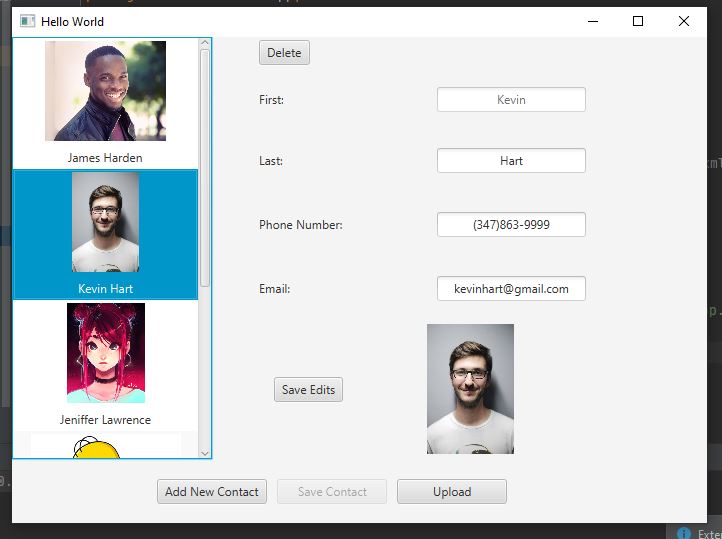 Hello World
James Harden
Kevin Hart
Jeniffer Lawrence
Delete
First:
Kevin
Last:
Hart
Phone Number:
(347)863-9999
Email:
kevinhart@gmail.com
Save Edits
Add New Contact
Save Contact
Upload